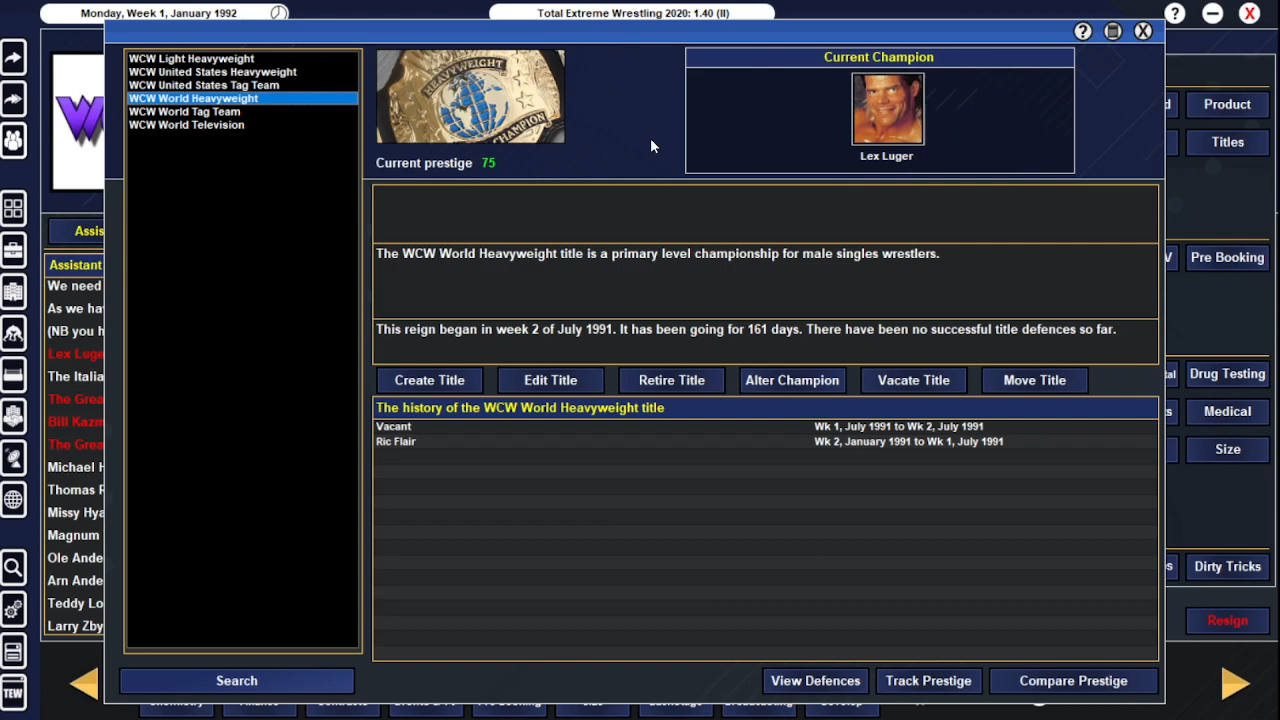 Monday, Week 1, January 1992
Total Extreme Wrestling 2020: 1.40 (II)
? X
? X
WCW Light Heavyweight
WCW United States Heavyweight
WCW United States Tag Team
WCW World Heavyweight
WCW World Tag Team
WCW World Television
HEAVYWEIGHT
CHAMPION
Current prestige 75
Current Champion
Lex Luger
Product
Titles
The WCW World Heavyweight title is a primary level championship for male singles wrestlers.
This reign began in week 2 of July 1991. It has been going for 161 days. There have been no successful title defences so far.
Create Title Edit Title Retire Title Alter Champion Vacate Title Move Title
The history of the WCW World Heavyweight title
Vacant Wk 1, July 1991 to Wk 2, July 1991
Ric Flair Wk 2, January 1991 to Wk 1, July 1991
Assis
Assistant
We need
As we ha
(NB you h
Lex Luge
The Italia
The Grea
Bill Kazm
The Grea
Michael H
Thomas R
Missy Hya
Magnum
Ole Ande
Arn Ande
Teddy Lo
Larry Zby
Pre Booking
Drug Testing
Medical
Size
Dirty Tricks
Resign
TEW
Search View Defences Track Prestige Compare Prestige